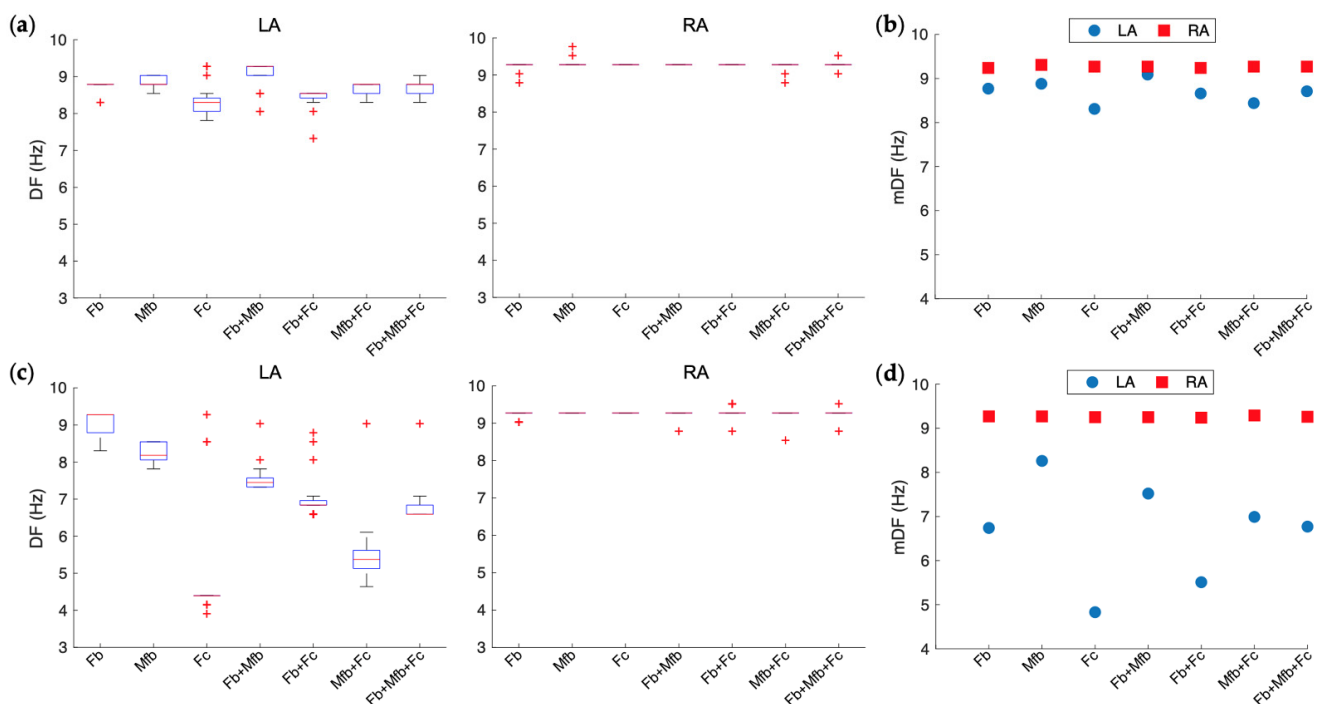 (a)
LA
DF (Hz)
10
9
8
7
6
5
4
3
Fb
Mfb
Fc
Fb+Mfb
Fb+Fc
Mfb+Fc
Fb+Mfb+Fc
RA
10
9
8
7
6
5
4
3
Fb
Mfb
Fc
Fb+Mfb
Fb+Fc
Mfb+Fc
Fb+Mfb+Fc
(b)
LA RA
mDF (Hz)
10
9
8
7
6
5
4
Fb
Mfb
Fc
Fb+Mfb
Fb+Fc
Mfb+Fc
Fb+Mfb+Fc
(c)
LA
DF (Hz)
10
9
8
7
6
5
4
3
Fb
Mfb
Fc
Fb+Mfb
Fb+Fc
Mfb+Fc
Fb+Mfb+Fc
RA
10
9
8
7
6
5
4
3
Fb
Mfb
Fc
Fb+Mfb
Fb+Fc
Mfb+Fc
Fb+Mfb+Fc
(d)
LA RA
mDF (Hz)
10
9
8
7
6
5
4
Fb
Mfb
Fc
Fb+Mfb
Fb+Fc
Mfb+Fc
Fb+Mfb+Fc